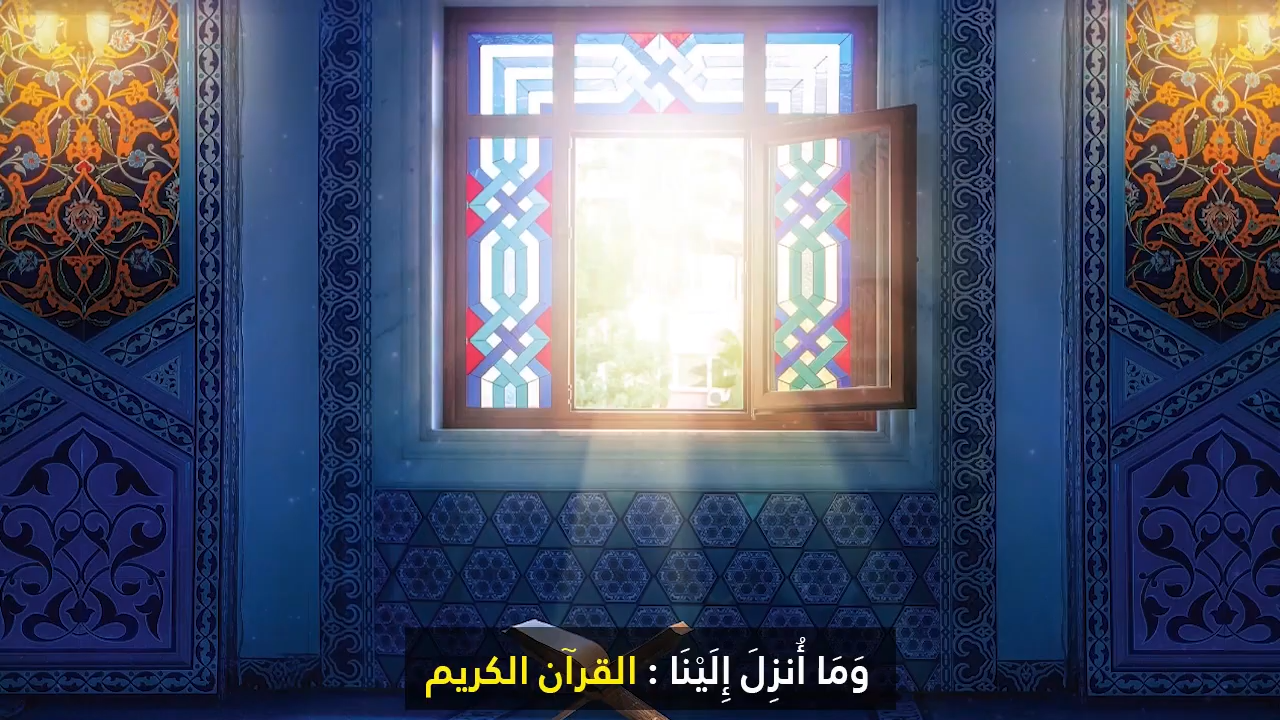 وَمَا أُنزِلَ إِلَيْنَا : القرآن الكريم